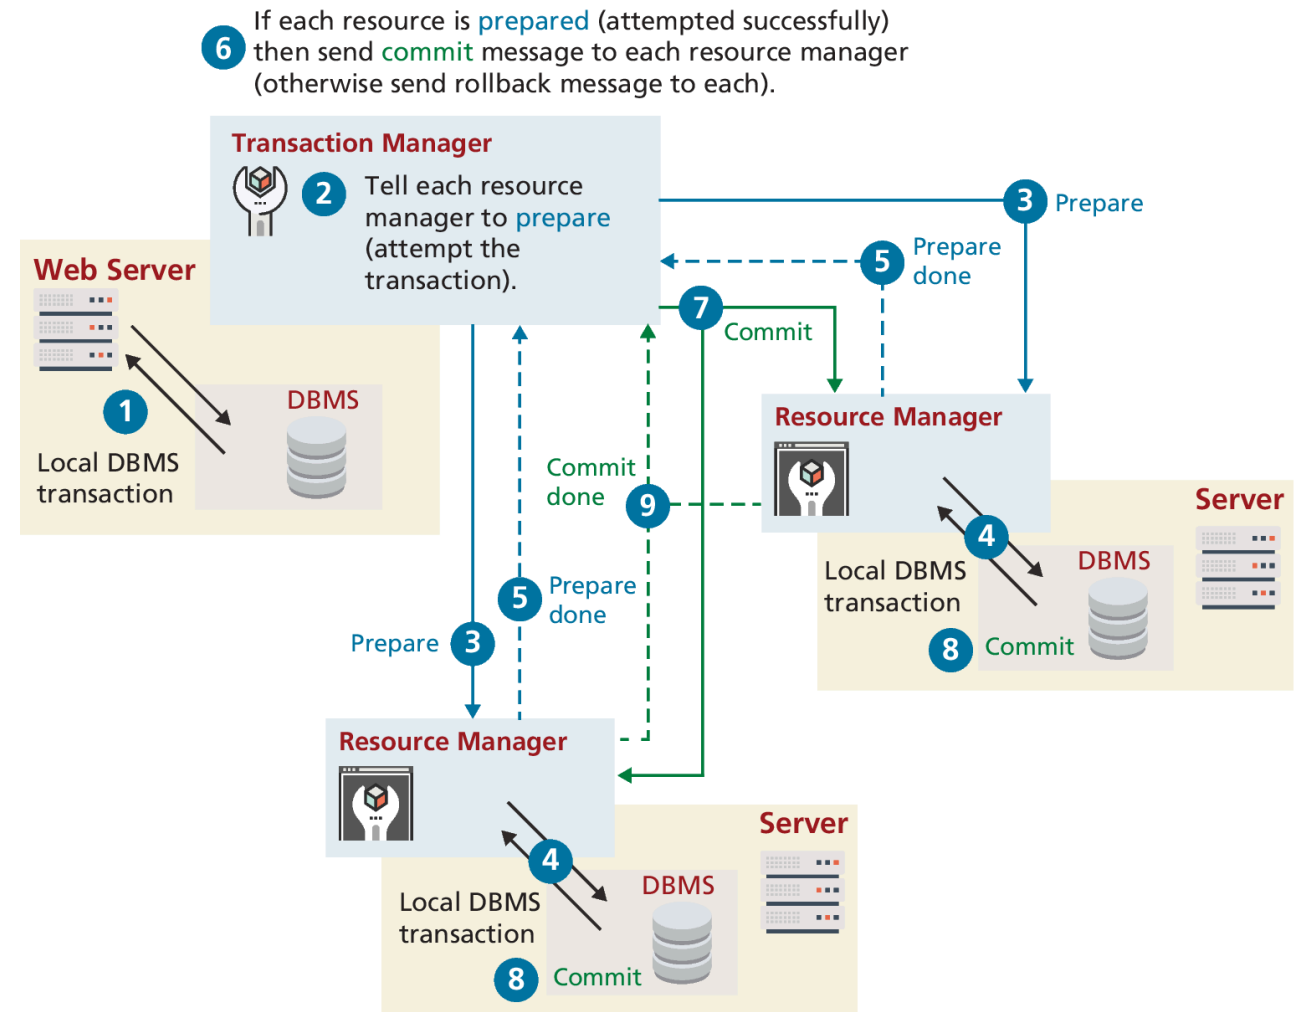 6
If each resource is prepared (attempted successfully)
then send commit message to each resource manager
(otherwise send rollback message to each).
Transaction Manager
2
Tell each resource
manager to prepare
(attempt the
transaction).
3
Prepare
5
Prepare
done
Web Server
7
Commit
1
DBMS
Local DBMS
transaction
Resource Manager
Commit
done
9
4
Server
DBMS
Local DBMS
transaction
8
Commit
5
Prepare
done
Prepare
3
Resource Manager
Server
4
DBMS
Local DBMS
transaction
8
Commit